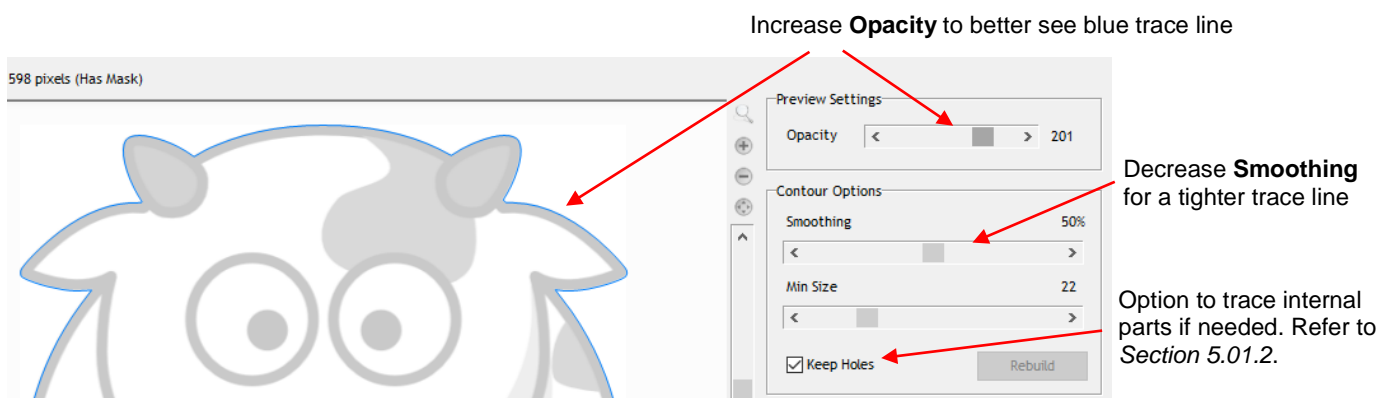 Increase Opacity to better see blue trace line
598 pixels (Has Mask)
Preview Settings
Opacity < > 201
Contour Options
Smoothing 50%
< >
Min Size 22
< >
Keep Holes Rebuild
Decrease Smoothing
for a tighter trace line
Option to trace internal
parts if needed. Refer to
Section 5.01.2.